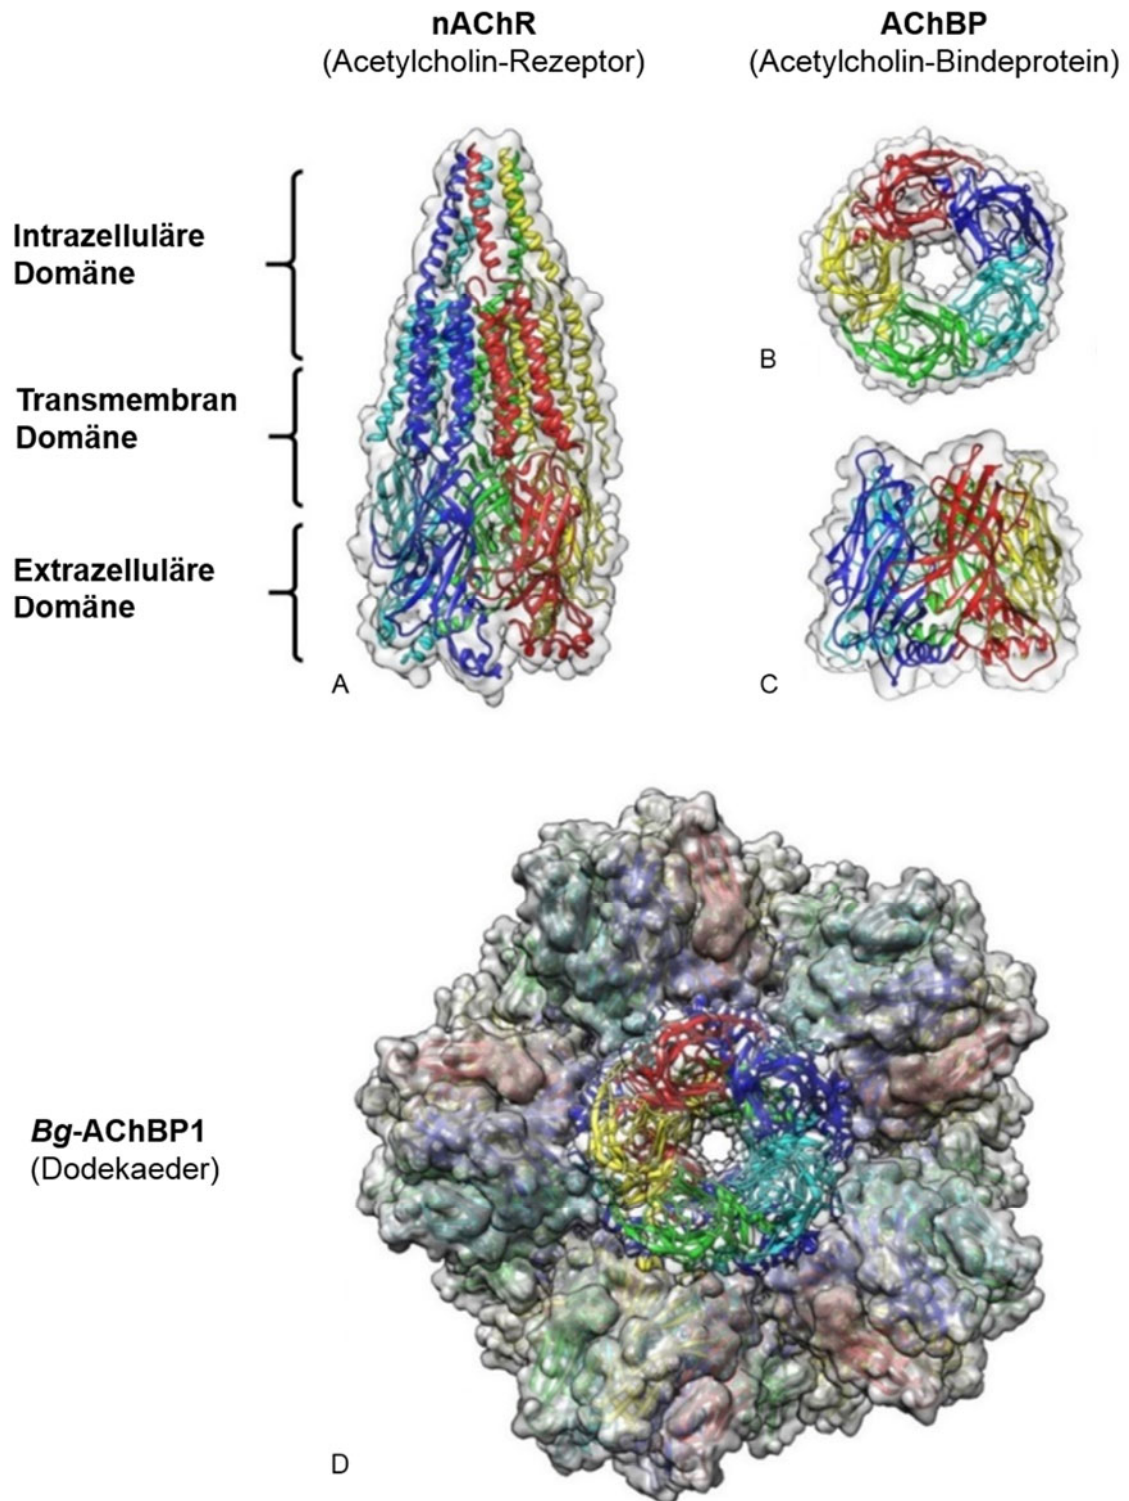 nAChR
(Acetylcholin-Rezeptor)
AChBP
(Acetylcholin-Bindeprotein)
Intrazelluläre
Domäne
Transmembran
Domäne
Extrazelluläre
Domäne
A
B
C
Bg-AChBP1
(Dodekaeder)
D